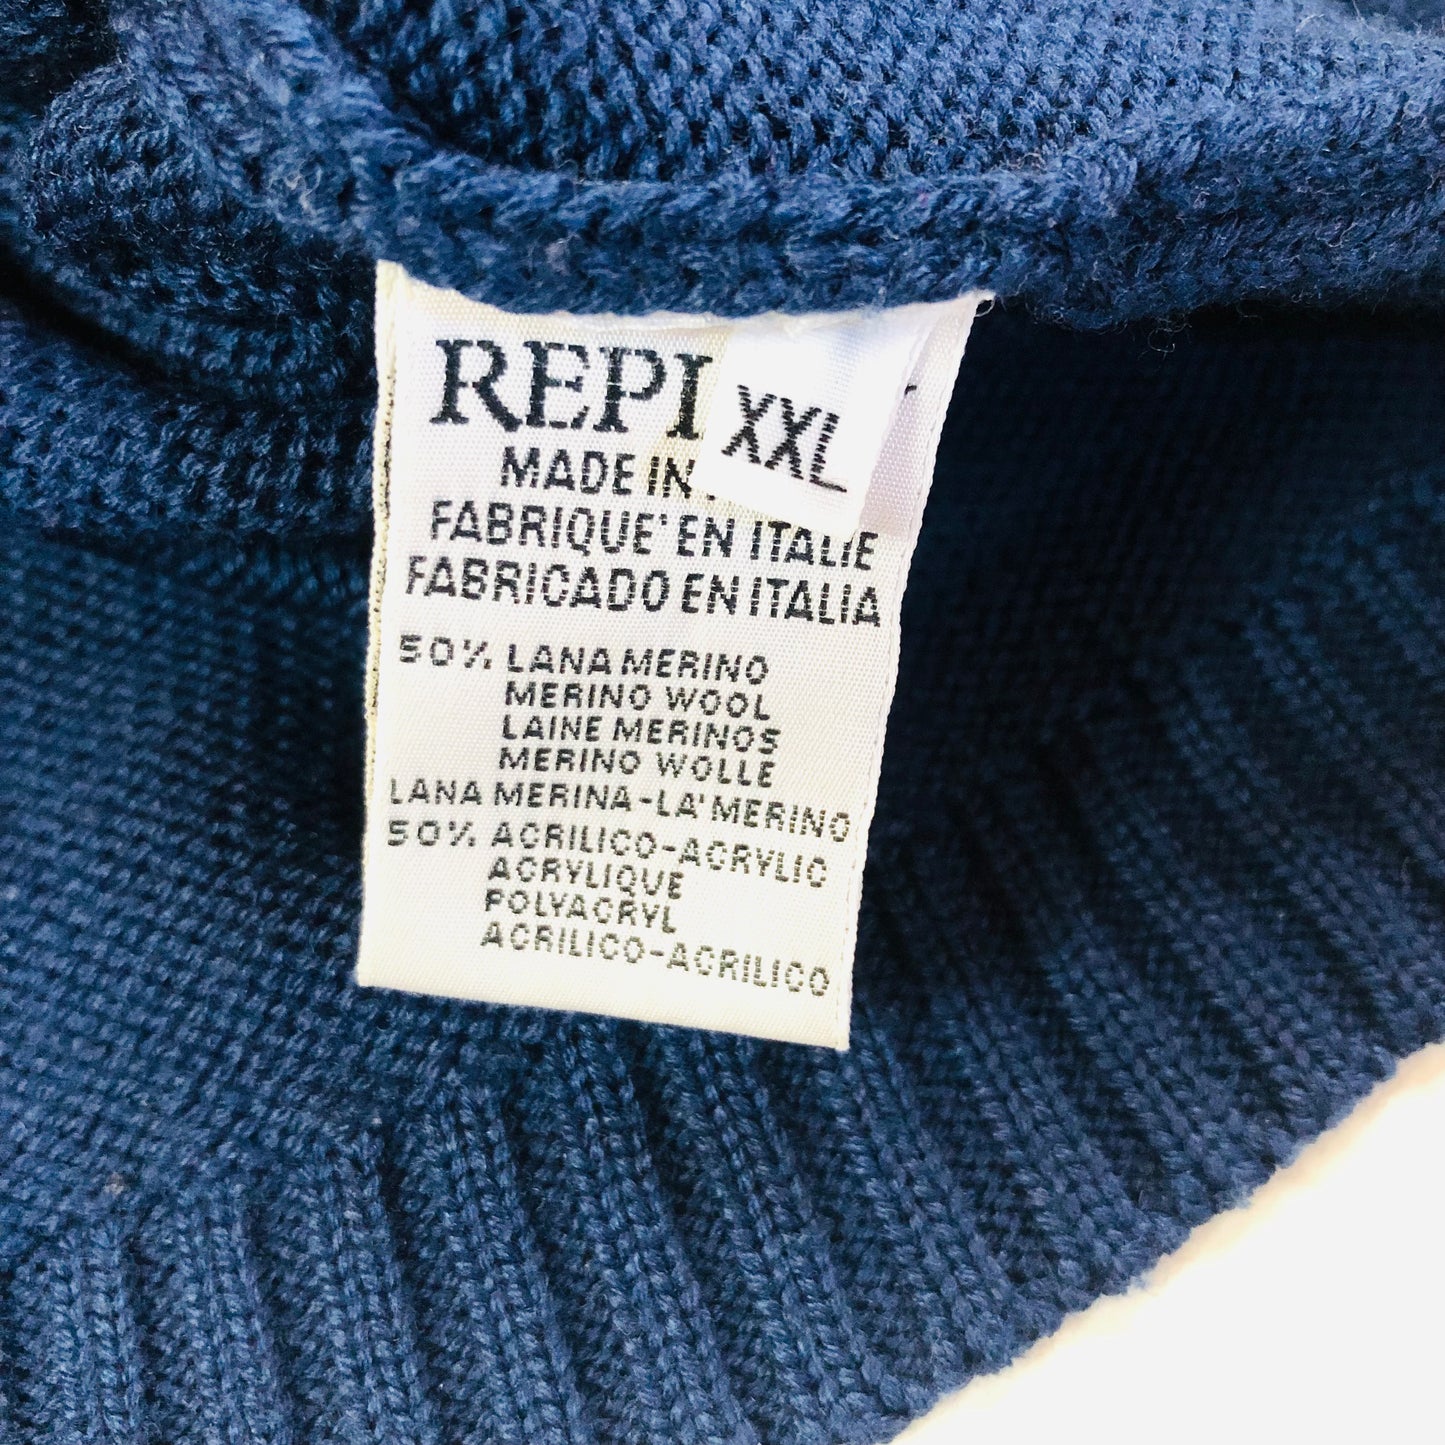 REPL
XXL
MADE IN
FABRIQUE' EN ITALIE
FABRICADO EN ITALIA
50% LANA MERINO
MERINO WOOL
LAINE MERINOS
MERINO WOLLE
LANA MERINA-LA'MERINO
50% ACRILICO-ACRYLIC
ACRYLIQUE
POLYACRYL
ACRILICO-ACRILICO